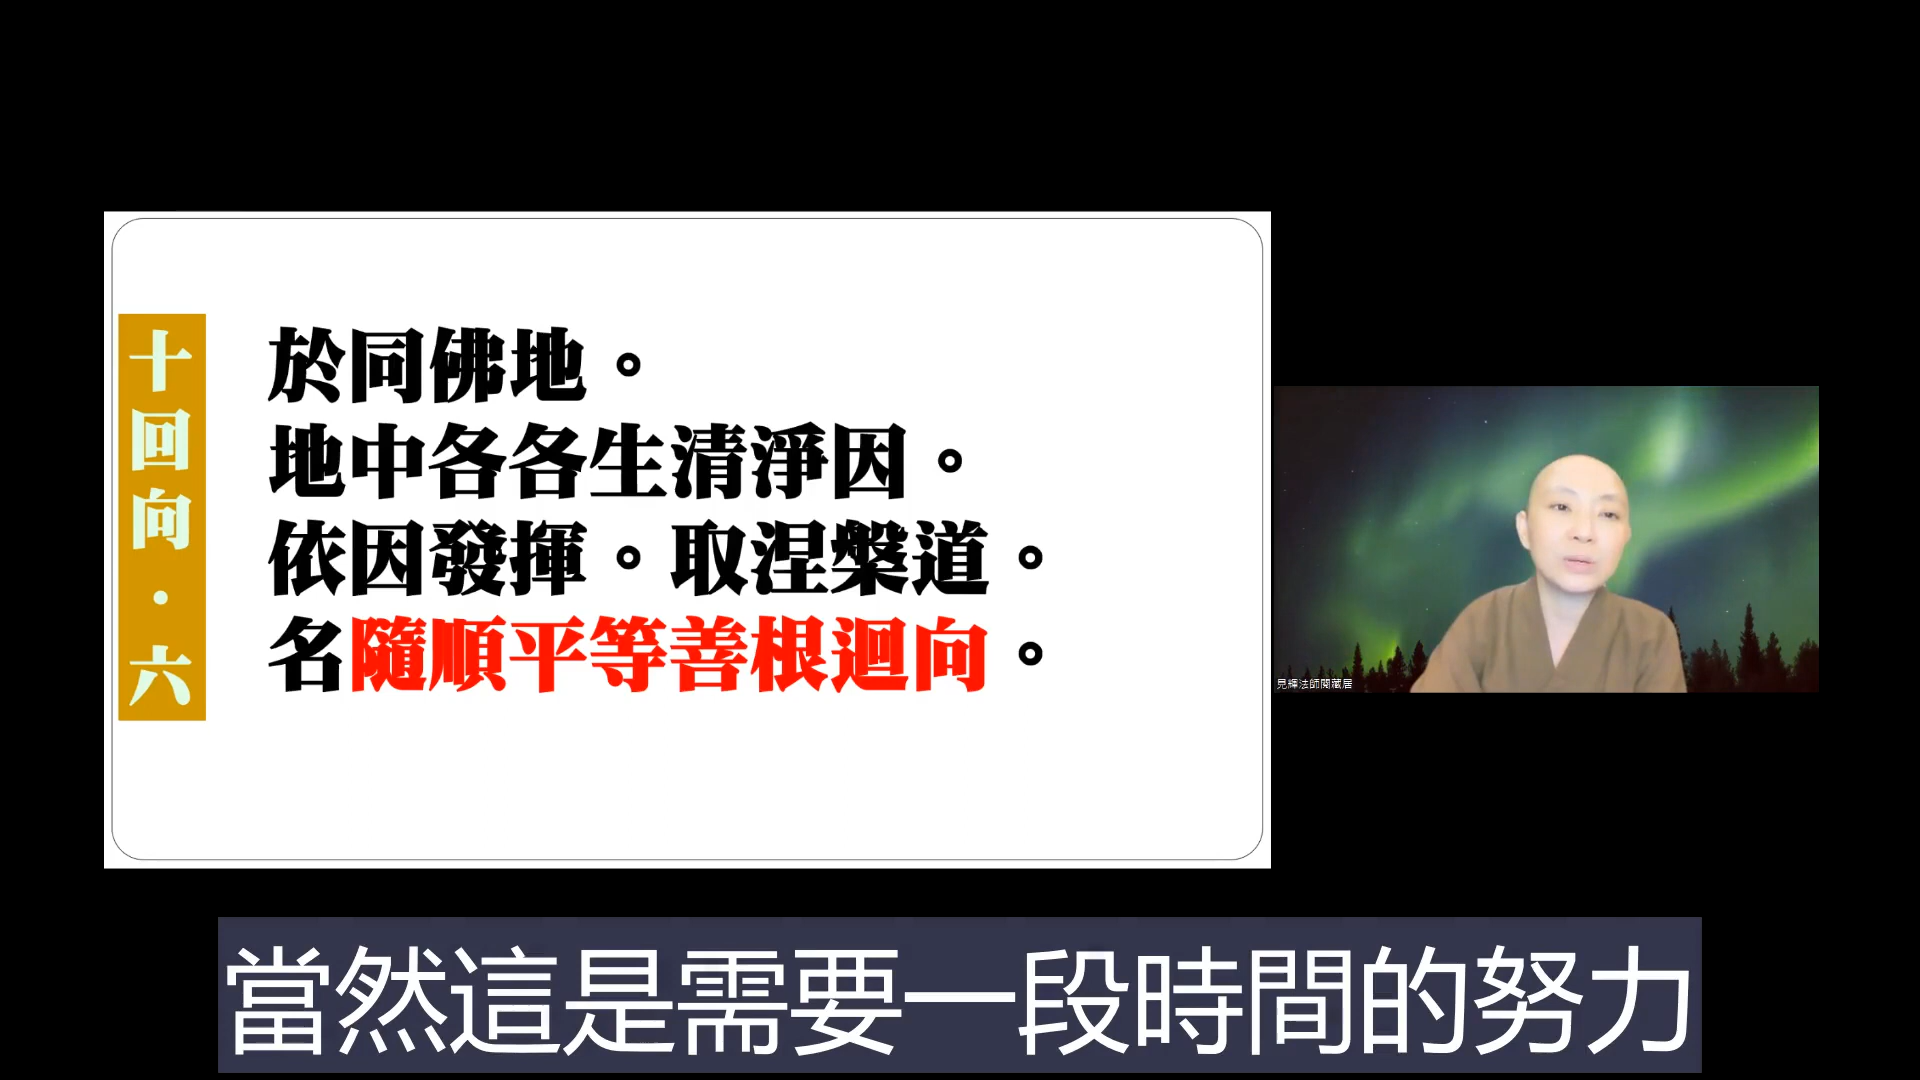 十回向・六
於同佛地。
地中各各生清淨因。
依因發揮。取涅槃道。
名隨順平等善根迴向。
見輝法師閱藏居
當然這是需要一段時間的努力